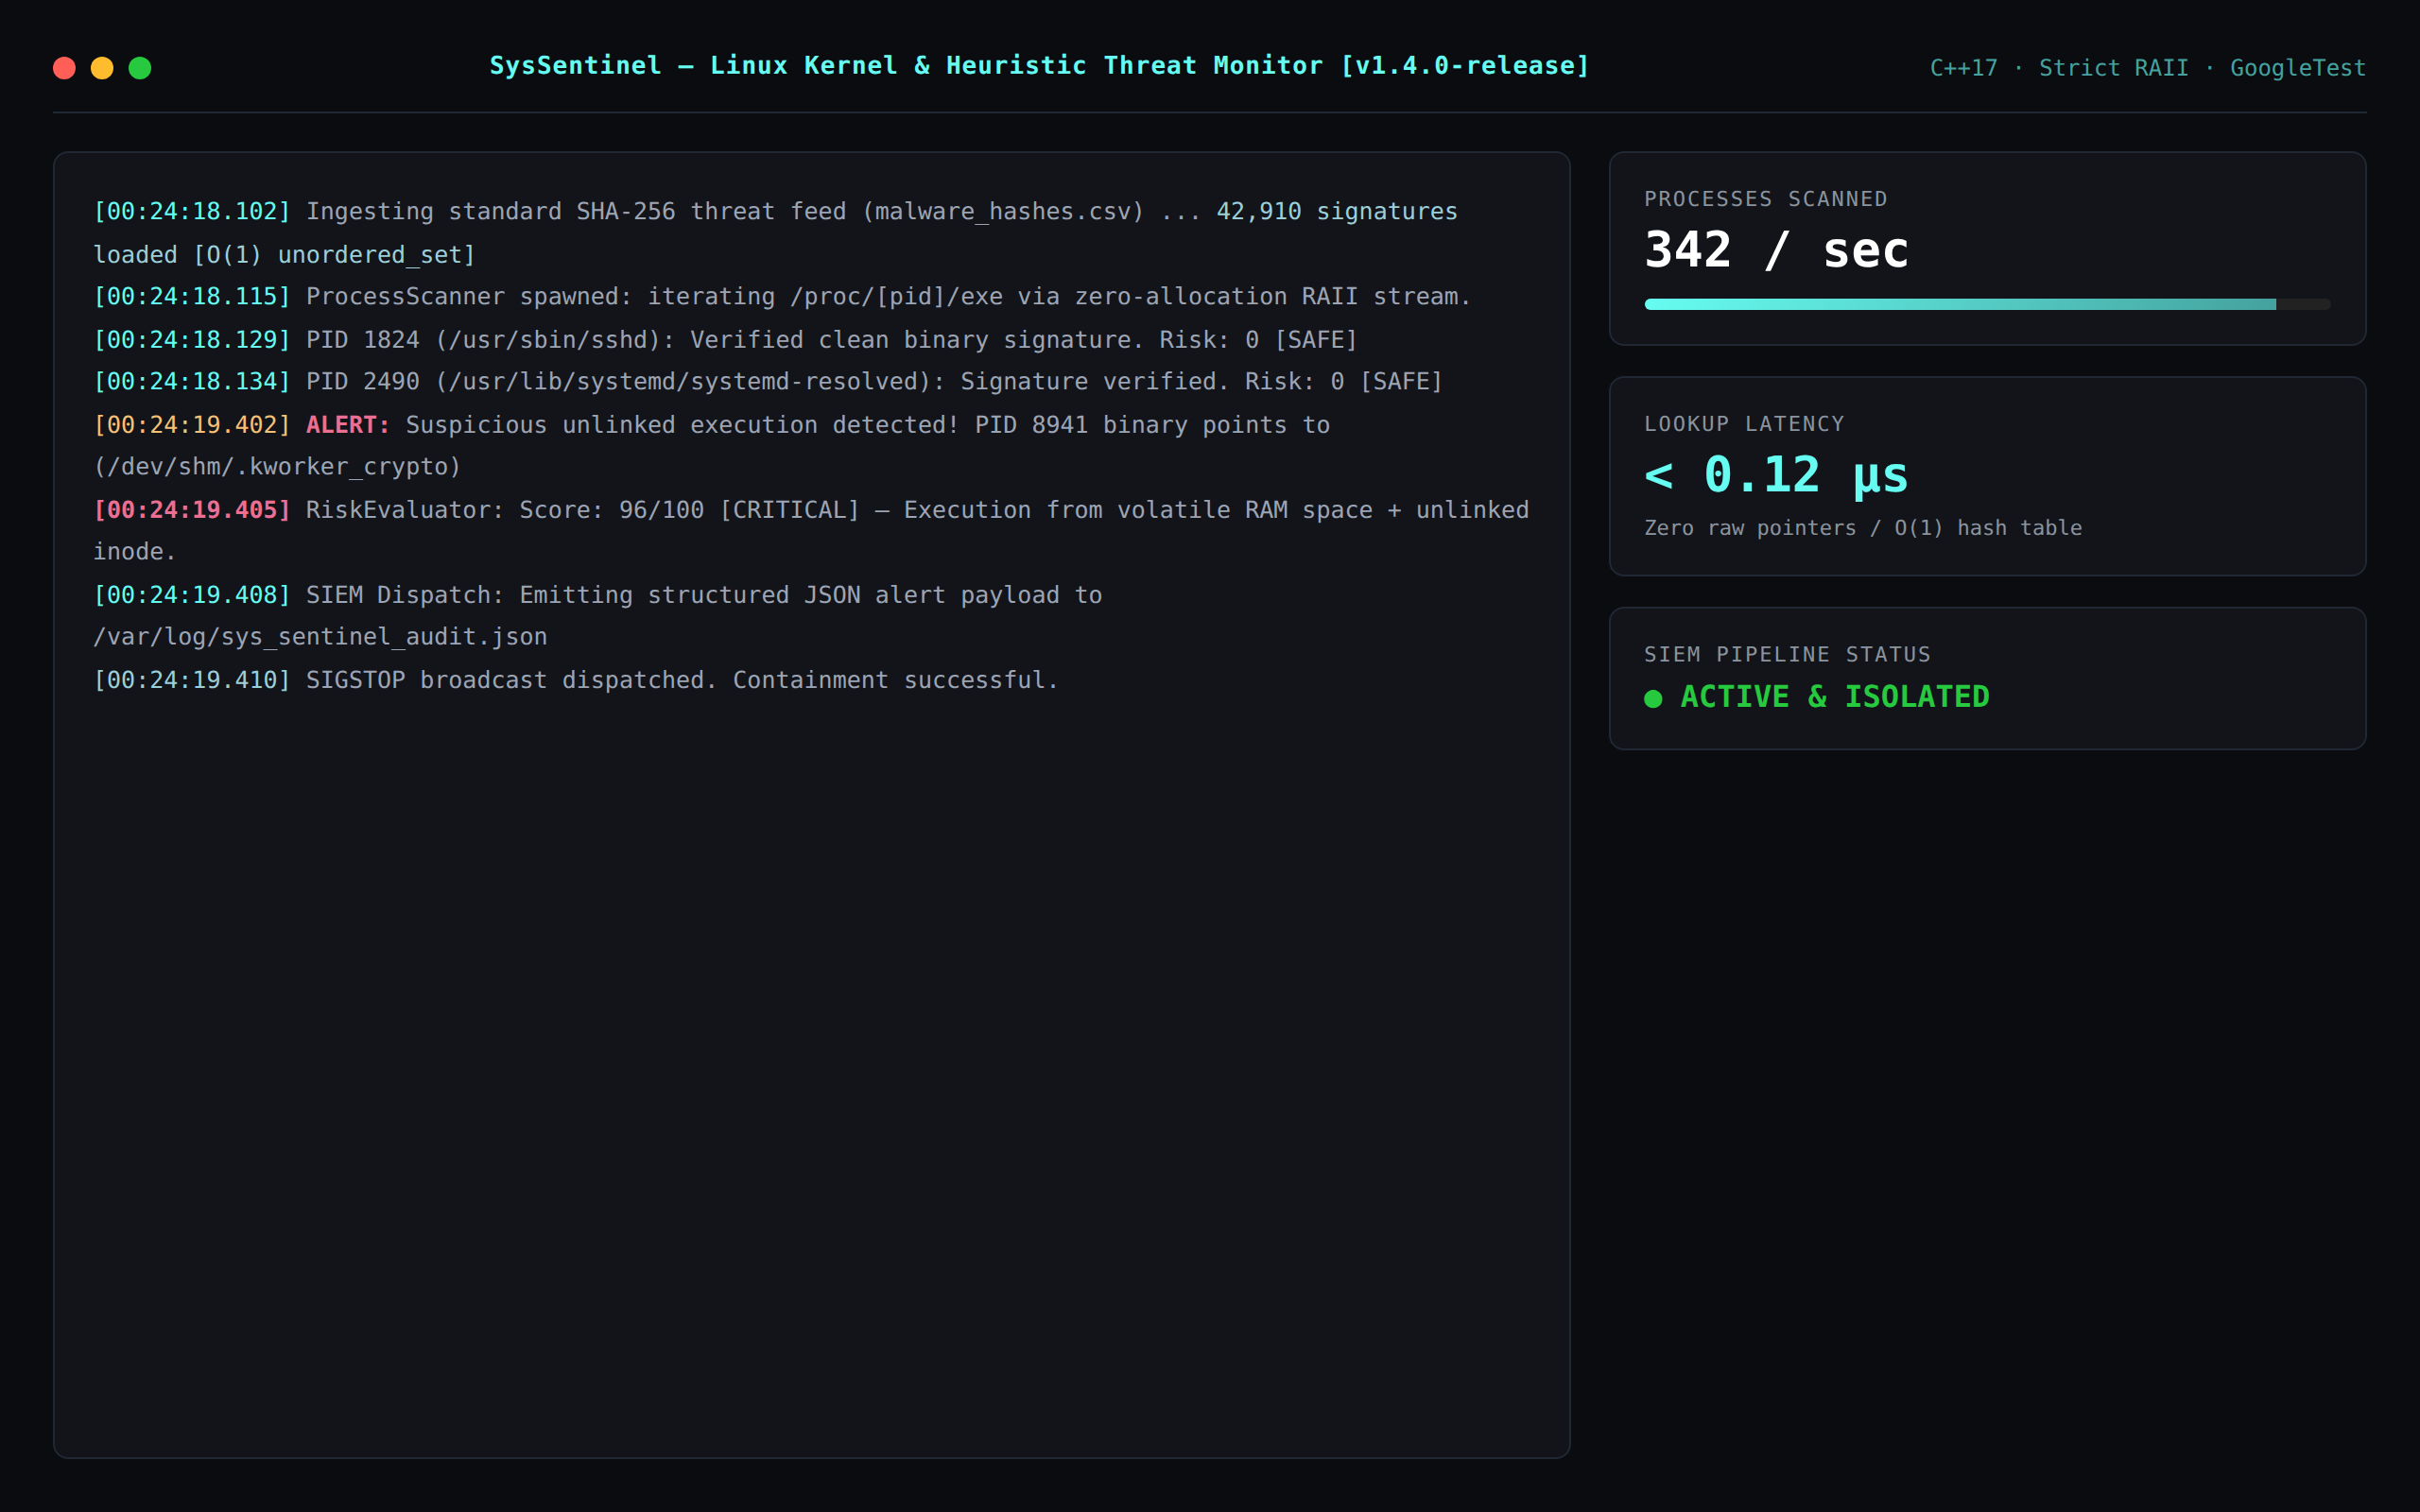 SysSentinel — Linux Kernel & Heuristic Threat Monitor [v1.4.0-release]
C++17 · Strict RAII · GoogleTest
[00:24:18.102] Ingesting standard SHA-256 threat feed (malware_hashes.csv) ... 42,910 signatures
loaded [O(1) unordered_set]
[00:24:18.115] ProcessScanner spawned: iterating /proc/[pid]/exe via zero-allocation RAII stream.
[00:24:18.129] PID 1824 (/usr/sbin/sshd): Verified clean binary signature. Risk: 0 [SAFE]
[00:24:18.134] PID 2490 (/usr/lib/systemd/systemd-resolved): Signature verified. Risk: 0 [SAFE]
[00:24:19.402] ALERT: Suspicious unlinked execution detected! PID 8941 binary points to
(/dev/shm/.kworker_crypto)
[00:24:19.405] RiskEvaluator: Score: 96/100 [CRITICAL] — Execution from volatile RAM space + unlinked
inode.
[00:24:19.408] SIEM Dispatch: Emitting structured JSON alert payload to
/var/log/sys_sentinel_audit.json
[00:24:19.410] SIGSTOP broadcast dispatched. Containment successful.
PROCESSES SCANNED
342 / sec
LOOKUP LATENCY
< 0.12 µs
Zero raw pointers / O(1) hash table
SIEM PIPELINE STATUS
● ACTIVE & ISOLATED